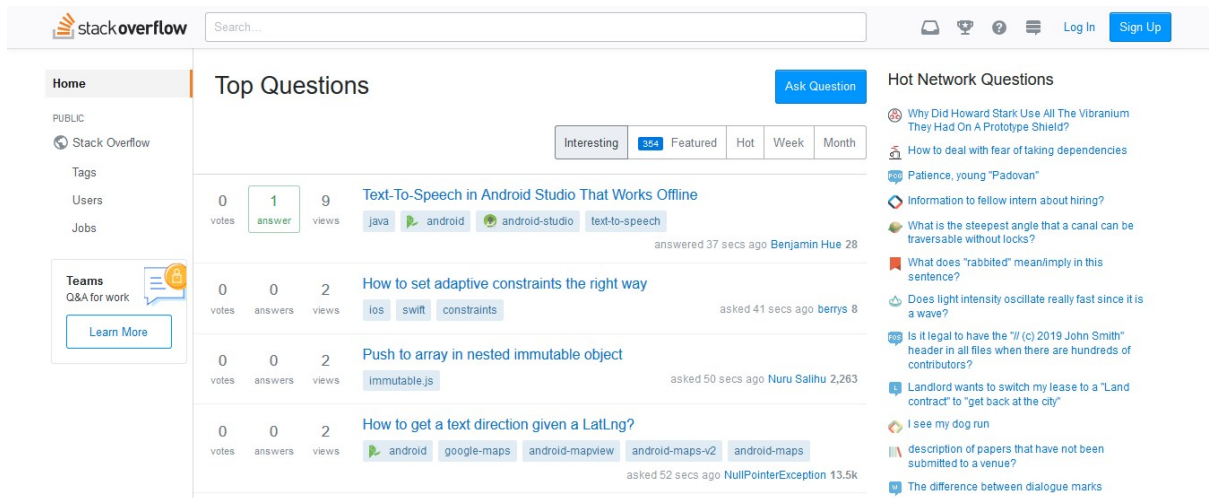 stackoverflow
Search...
Log In
Sign Up
Home
PUBLIC
Stack Overflow
Tags
Users
Jobs
Teams
Q&A for work
Learn More
Top Questions
Ask Question
Interesting 354 Featured Hot Week Month
0 1 9
votes answer views
Text-To-Speech in Android Studio That Works Offline
java android android-studio text-to-speech
answered 37 secs ago Benjamin Hue 28
0 0 2
votes answers views
How to set adaptive constraints the right way
ios swift constraints
asked 41 secs ago berrys 8
0 0 2
votes answers views
Push to array in nested immutable object
immutable.js
asked 50 secs ago Nuru Salihu 2,263
0 0 2
votes answers views
How to get a text direction given a LatLng?
android google-maps android-mapview android-maps-v2 android-maps
asked 52 secs ago NullPointerException 13.5k
Hot Network Questions
Why Did Howard Stark Use All The Vibranium
They Had On A Prototype Shield?
How to deal with fear of taking dependencies
PCG
Patience, young "Padovan"
Information to fellow intern about hiring?
What is the steepest angle that a canal can be
traversable without locks?
What does "rabbited" mean/imply in this
sentence?
Does light intensity oscillate really fast since it is
a wave?
FOS
Is it legal to have the "// (c) 2019 John Smith"
header in all files when there are hundreds of
contributors?
L
Landlord wants to switch my lease to a "Land
contract" to "get back at the city"
I see my dog run
description of papers that have not been
submitted to a venue?
W
The difference between dialogue marks